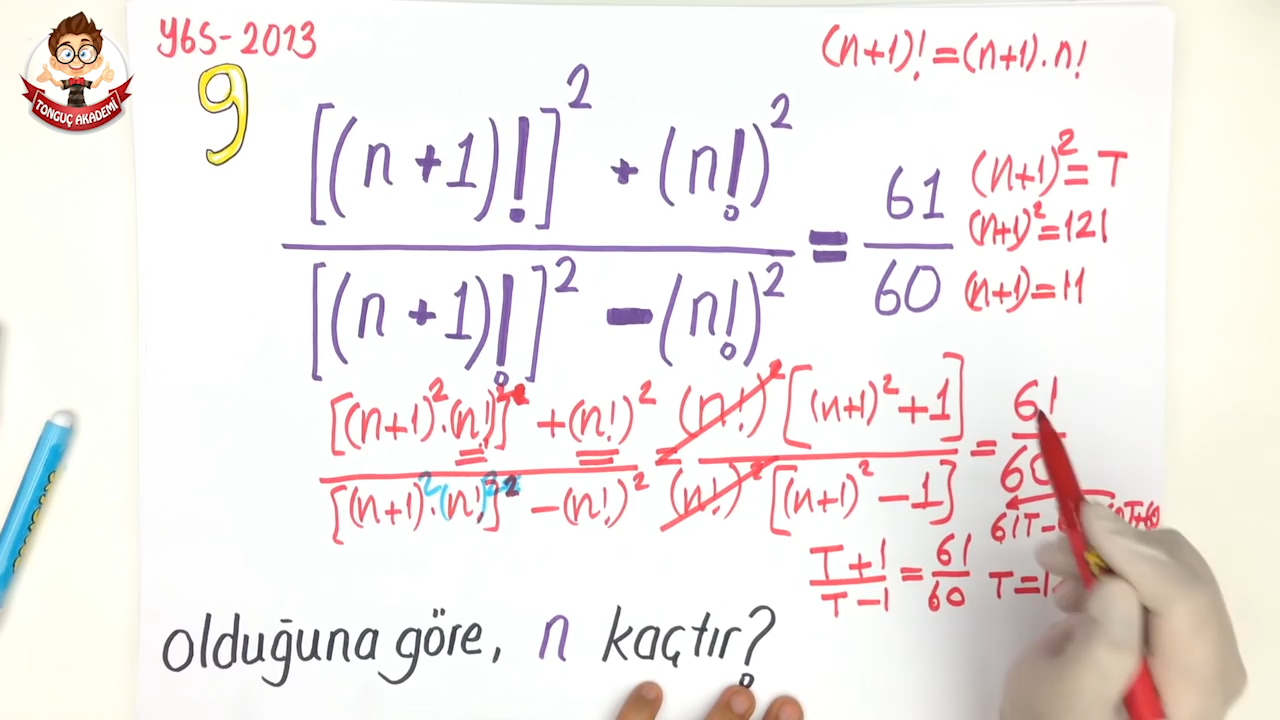 TONGUÇ AKADEMİ
YGS-2013
9
(n+1)! = (n+1).n!
[(n+1)!]² + (n!)²
[(n+1)!]² - (n!)²
= 61/60
(n+1)² = T
(n+1)² = 121
(n+1) = 11
[(n+1)².(n!)]² + (n!)²
[(n+1)².(n!)²] - (n!)²
= (n!)² [(n+1)² + 1]
(n!)² [(n+1)² - 1]
= 61
60
61T-
T+60
T+1/T-1 = 61/60
olduğuna göre, n kaçtır?